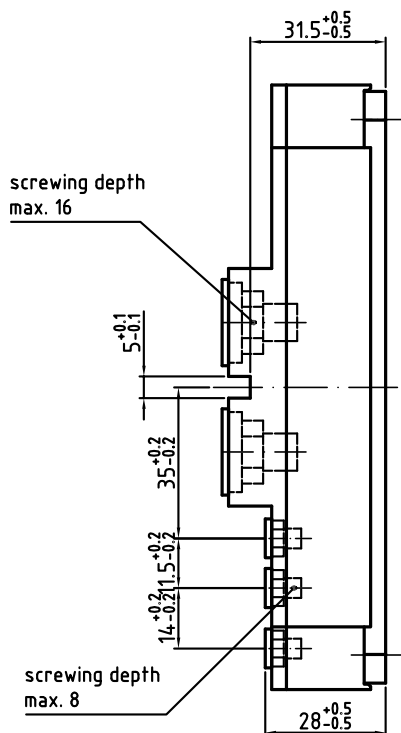 31.5 +0.5 -0.5
screwing depth
max. 16
5 +0.1 -0.1
35 +0.2 -0.2
11.5 +0.2 -0.2
14 +0.2 -0.2
screwing depth
max. 8
28 +0.5 -0.5